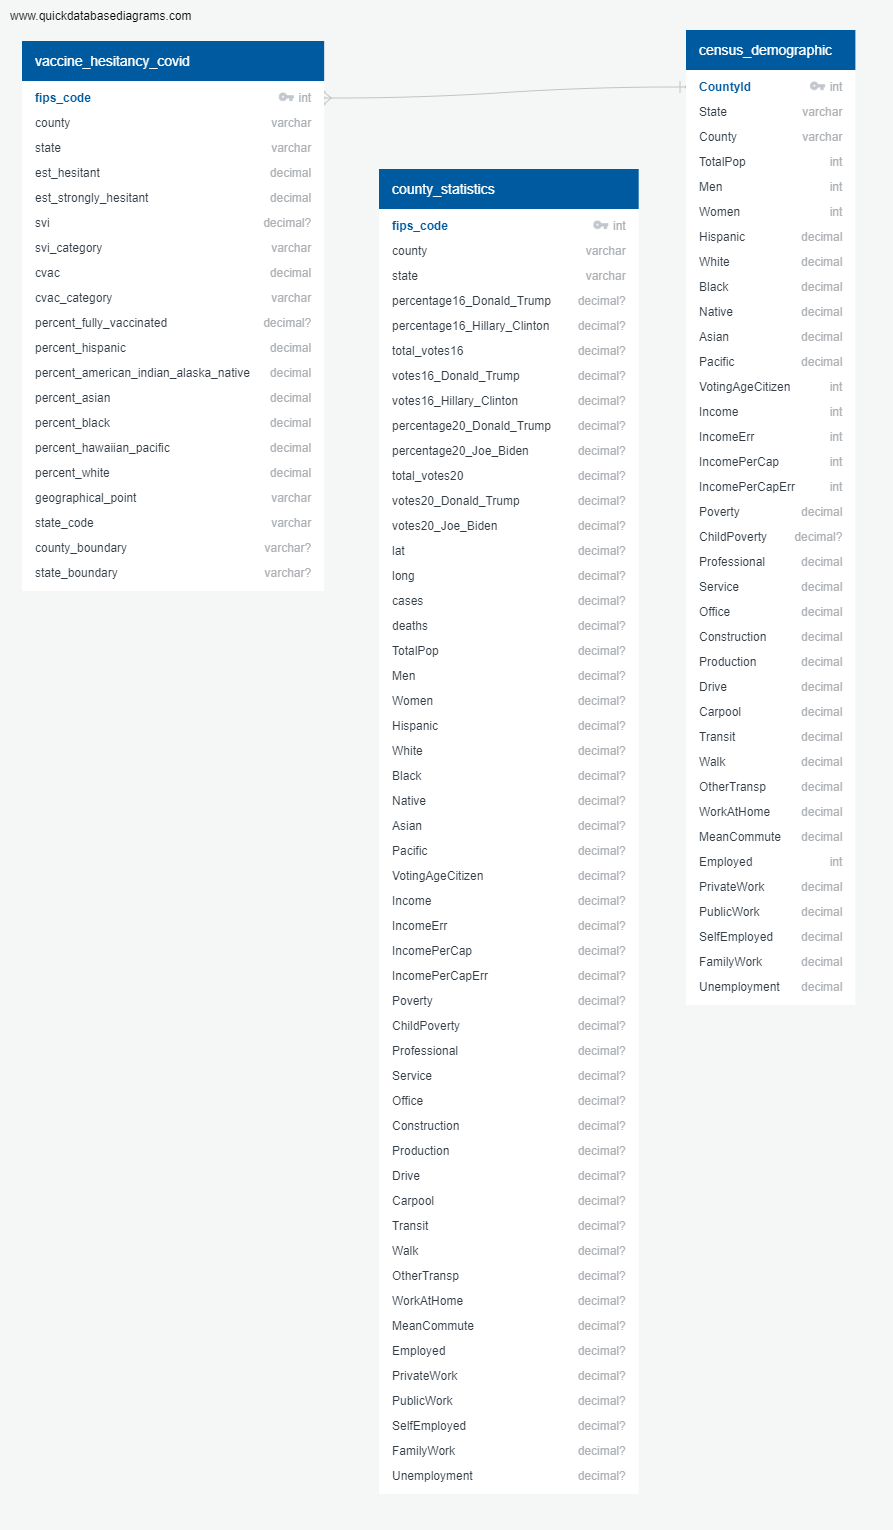 www.quickdatabasediagrams.com
vaccine_hesitancy_covid
fips_code int
county varchar
state varchar
est_hesitant decimal
est_strongly_hesitant decimal
svi decimal?
svi_category varchar
cvac decimal
cvac_category varchar
percent_fully_vaccinated decimal?
percent_hispanic decimal
percent_american_indian_alaska_native decimal
percent_asian decimal
percent_black decimal
percent_hawaiian_pacific decimal
percent_white decimal
geographical_point varchar
state_code varchar
county_boundary varchar?
state_boundary varchar?
county_statistics
fips_code int
county varchar
state varchar
percentage16_Donald_Trump decimal?
percentage16_Hillary_Clinton decimal?
total_votes16 decimal?
votes16_Donald_Trump decimal?
votes16_Hillary_Clinton decimal?
percentage20_Donald_Trump decimal?
percentage20_Joe_Biden decimal?
total_votes20 decimal?
votes20_Donald_Trump decimal?
votes20_Joe_Biden decimal?
lat decimal?
long decimal?
cases decimal?
deaths decimal?
TotalPop decimal?
Men decimal?
Women decimal?
Hispanic decimal?
White decimal?
Black decimal?
Native decimal?
Asian decimal?
Pacific decimal?
VotingAgeCitizen decimal?
Income decimal?
IncomeErr decimal?
IncomePerCap decimal?
IncomePerCapErr decimal?
Poverty decimal?
ChildPoverty decimal?
Professional decimal?
Service decimal?
Office decimal?
Construction decimal?
Production decimal?
Drive decimal?
Carpool decimal?
Transit decimal?
Walk decimal?
OtherTransp decimal?
WorkAtHome decimal?
MeanCommute decimal?
Employed decimal?
PrivateWork decimal?
PublicWork decimal?
SelfEmployed decimal?
FamilyWork decimal?
Unemployment decimal?
census_demographic
CountyId int
State varchar
County varchar
TotalPop int
Men int
Women int
Hispanic decimal
White decimal
Black decimal
Native decimal
Asian decimal
Pacific decimal
VotingAgeCitizen int
Income int
IncomeErr int
IncomePerCap int
IncomePerCapErr int
Poverty decimal
ChildPoverty decimal?
Professional decimal
Service decimal
Office decimal
Construction decimal
Production decimal
Drive decimal
Carpool decimal
Transit decimal
Walk decimal
OtherTransp decimal
WorkAtHome decimal
MeanCommute decimal
Employed int
PrivateWork decimal
PublicWork decimal
SelfEmployed decimal
FamilyWork decimal
Unemployment decimal